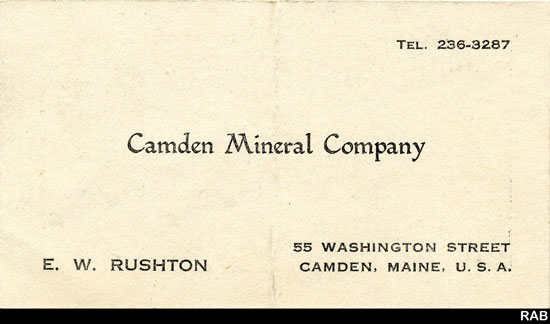 TEL. 236-3287
Camden Mineral Company
E. W. RUSHTON
55 WASHINGTON STREET
CAMDEN, MAINE, U. S. A.
RAB